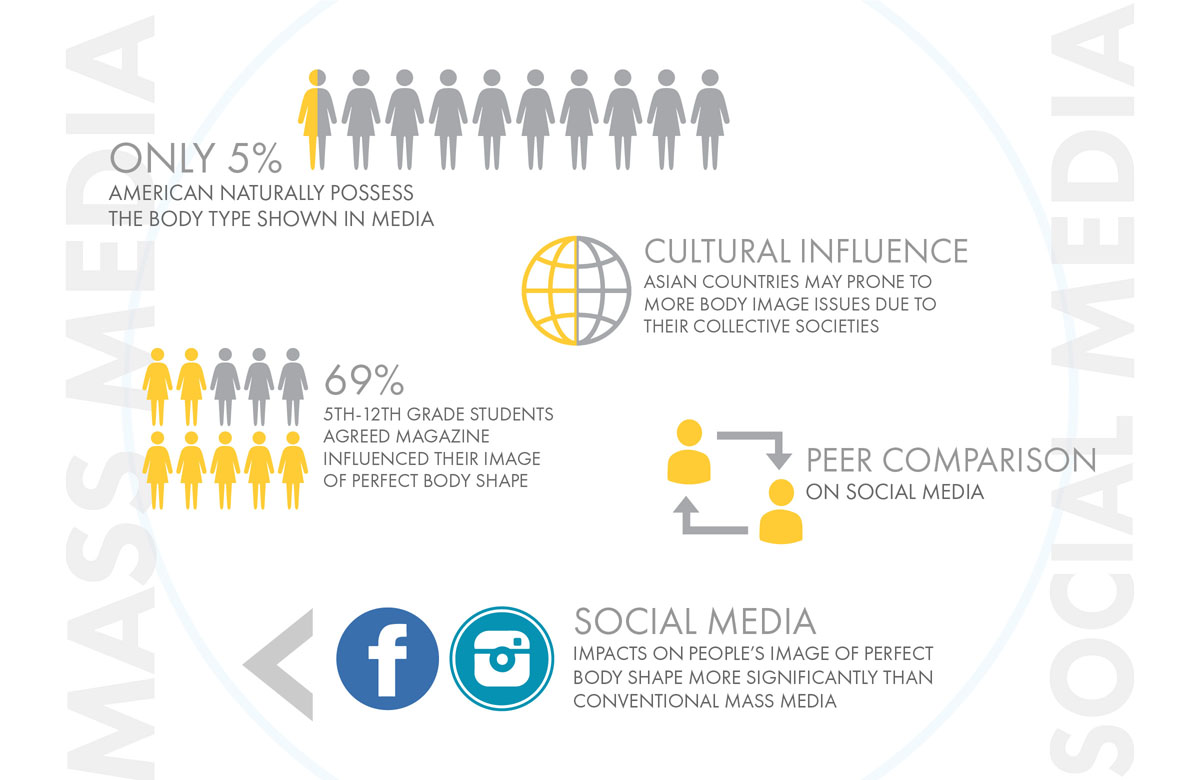 MASS MEDIA
SOCIAL MEDIA
ONLY 5%
AMERICAN NATURALLY POSSESS
THE BODY TYPE SHOWN IN MEDIA
CULTURAL INFLUENCE
ASIAN COUNTRIES MAY PRONE TO
MORE BODY IMAGE ISSUES DUE TO
THEIR COLLECTIVE SOCIETIES
69%
5TH-12TH GRADE STUDENTS
AGREED MAGAZINE
INFLUENCED THEIR IMAGE
OF PERFECT BODY SHAPE
PEER COMPARISON
ON SOCIAL MEDIA
f
SOCIAL MEDIA
IMPACTS ON PEOPLE'S IMAGE OF PERFECT
BODY SHAPE MORE SIGNIFICANTLY THAN
CONVENTIONAL MASS MEDIA